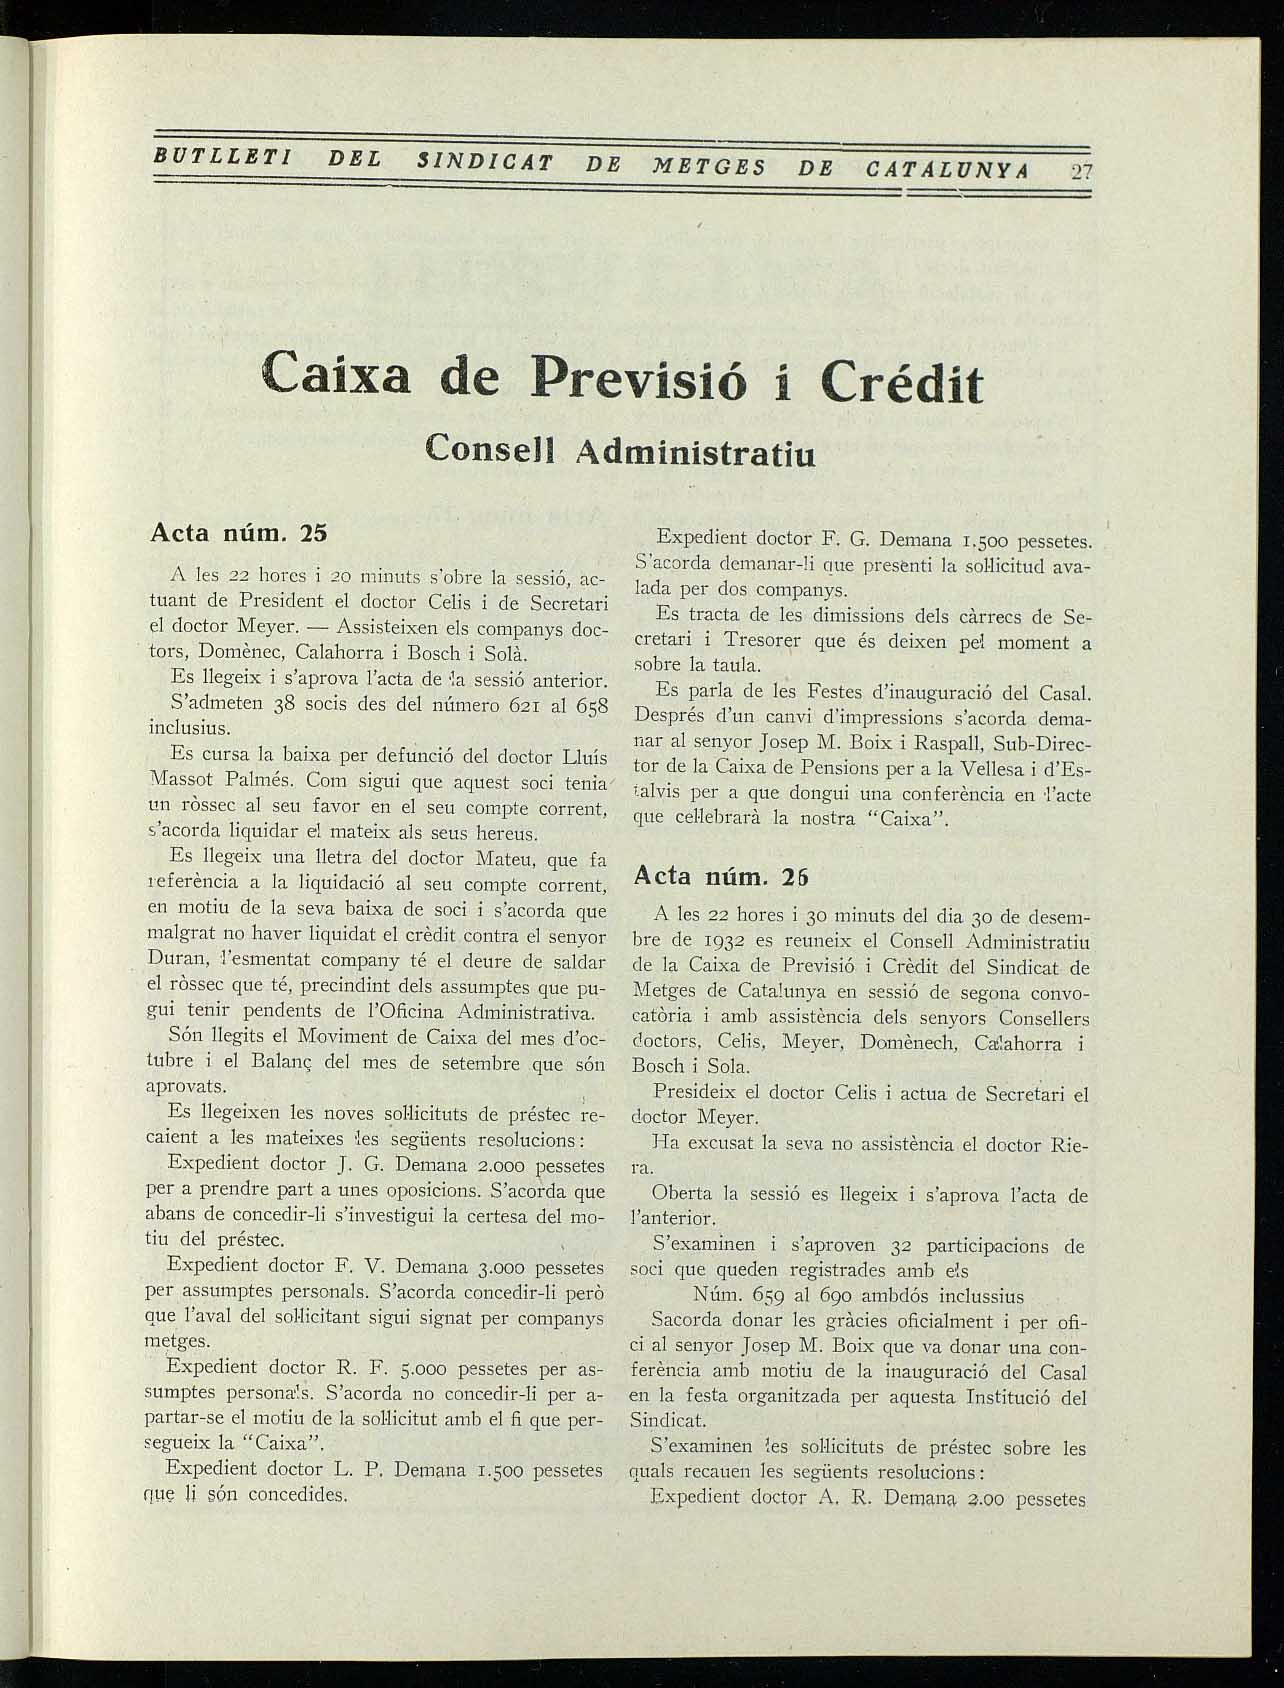 BUTLLETI DEL SINDICAT DE METGES DE CATALUNYA 27
Caixa de Previsió i Crédit
Consell Administratiu
Acta núm. 25
A les 22 hores i 20 minuts s'obre la sessió, ac-
tuant de President el doctor Celis i de Secretari
el doctor Meyer. — Assisteixen els companys doc-
tors, Domènec, Calahorra i Bosch i Solà.
Es llegeix i s'aprova l'acta de la sessió anterior.
S'admeten 38 socis des del número 621 al 658
inclusius.
Es cursa la baixa per defunció del doctor Lluís
Massot Palmés. Com sigui que aquest soci tenia
un ròssec al seu favor en el seu compte corrent,
s'acorda liquidar el mateix als seus hereus.
Es llegeix una lletra del doctor Mateu, que fa
referència a la liquidació al seu compte corrent,
en motiu de la seva baixa de soci i s'acorda que
malgrat no haver liquidat el crèdit contra el senyor
Duran, l'esmentat company té el deure de saldar
el ròssec que té, precindint dels assumptes que pu-
gui tenir pendents de l'Oficina Administrativa.
Són llegits el Moviment de Caixa del mes d'oc-
tubre i el Balanç del mes de setembre que són
aprovats.
Es llegeixen les noves sol·licituts de préstec re-
caient a les mateixes les següents resolucions:
Expedient doctor J. G. Demana 2.000 pessetes
per a prendre part a unes oposicions. S'acorda que
abans de concedir-li s'investigui la certesa del mo-
tiu del préstec.
Expedient doctor F. V. Demana 3.000 pessetes
per assumptes personals. S'acorda concedir-li però
que l'aval del sol·licitant sigui signat per companys
metges.
Expedient doctor R. F. 5.000 pessetes per as-
sumptes personals. S'acorda no concedir-li per a-
partar-se el motiu de la sol·licitut amb el fi que per-
segueix la "Caixa".
Expedient doctor L. P. Demana 1.500 pessetes
que li són concedides.
Expedient doctor F. G. Demana 1.500 pessetes.
S'acorda demanar-li que presenti la sol·licitud ava-
lada per dos companys.
Es tracta de les dimissions dels càrrecs de Se-
cretari i Tresorer que és deixen pel moment a
sobre la taula.
Es parla de les Festes d'inauguració del Casal.
Després d'un canvi d'impressions s'acorda dema-
nar al senyor Josep M. Boix i Raspall, Sub-Direc-
tor de la Caixa de Pensions per a la Vellesa i d'Es-
talvis per a que dongui una conferència en l'acte
que cel·lebrarà la nostra "Caixa".
Acta núm. 26
A les 22 hores i 30 minuts del dia 30 de desem-
bre de 1932 es reuneix el Consell Administratiu
de la Caixa de Previsió i Crèdit del Sindicat de
Metges de Catalunya en sessió de segona convo-
catòria i amb assistència dels senyors Consellers
doctors, Celis, Meyer, Domènech, Calahorra i
Bosch i Sola.
Presideix el doctor Celis i actua de Secretari el
doctor Meyer.
Ha excusat la seva no assistència el doctor Rie-
ra.
Oberta la sessió es llegeix i s'aprova l'acta de
l'anterior.
S'examinen i s'aproven 32 participacions de
soci que queden registrades amb els
Núm. 659 al 690 ambdós inclussius
Sacorda donar les gràcies oficialment i per ofi-
ci al senyor Josep M. Boix que va donar una con-
ferència amb motiu de la inauguració del Casal
en la festa organitzada per aquesta Institució del
Sindicat.
S'examinen les sol·licituts de préstec sobre les
quals recauen les següents resolucions:
Expedient doctor A. R. Demana 2.00 pessetes